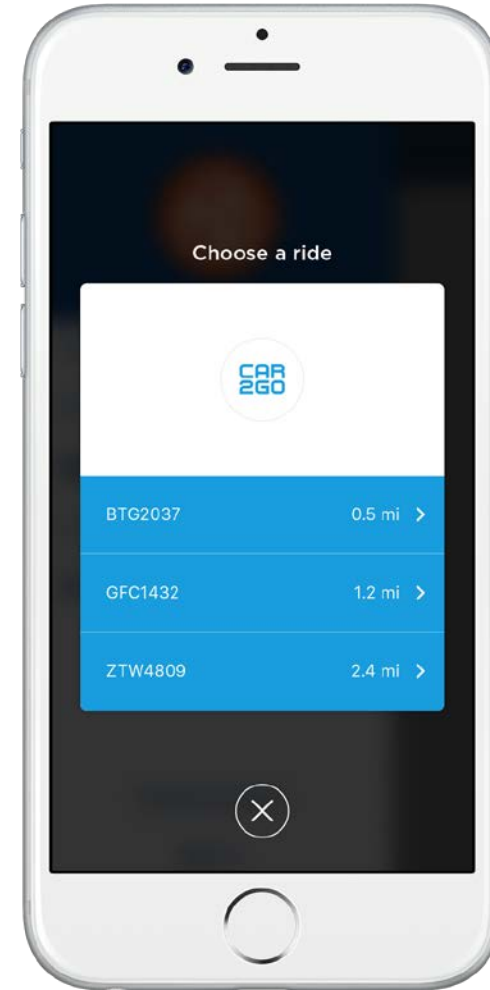 Choose a ride
CAR
2GO
BTG2037 0.5 mi
GFC1432 1.2 mi
ZTW4809 2.4 mi